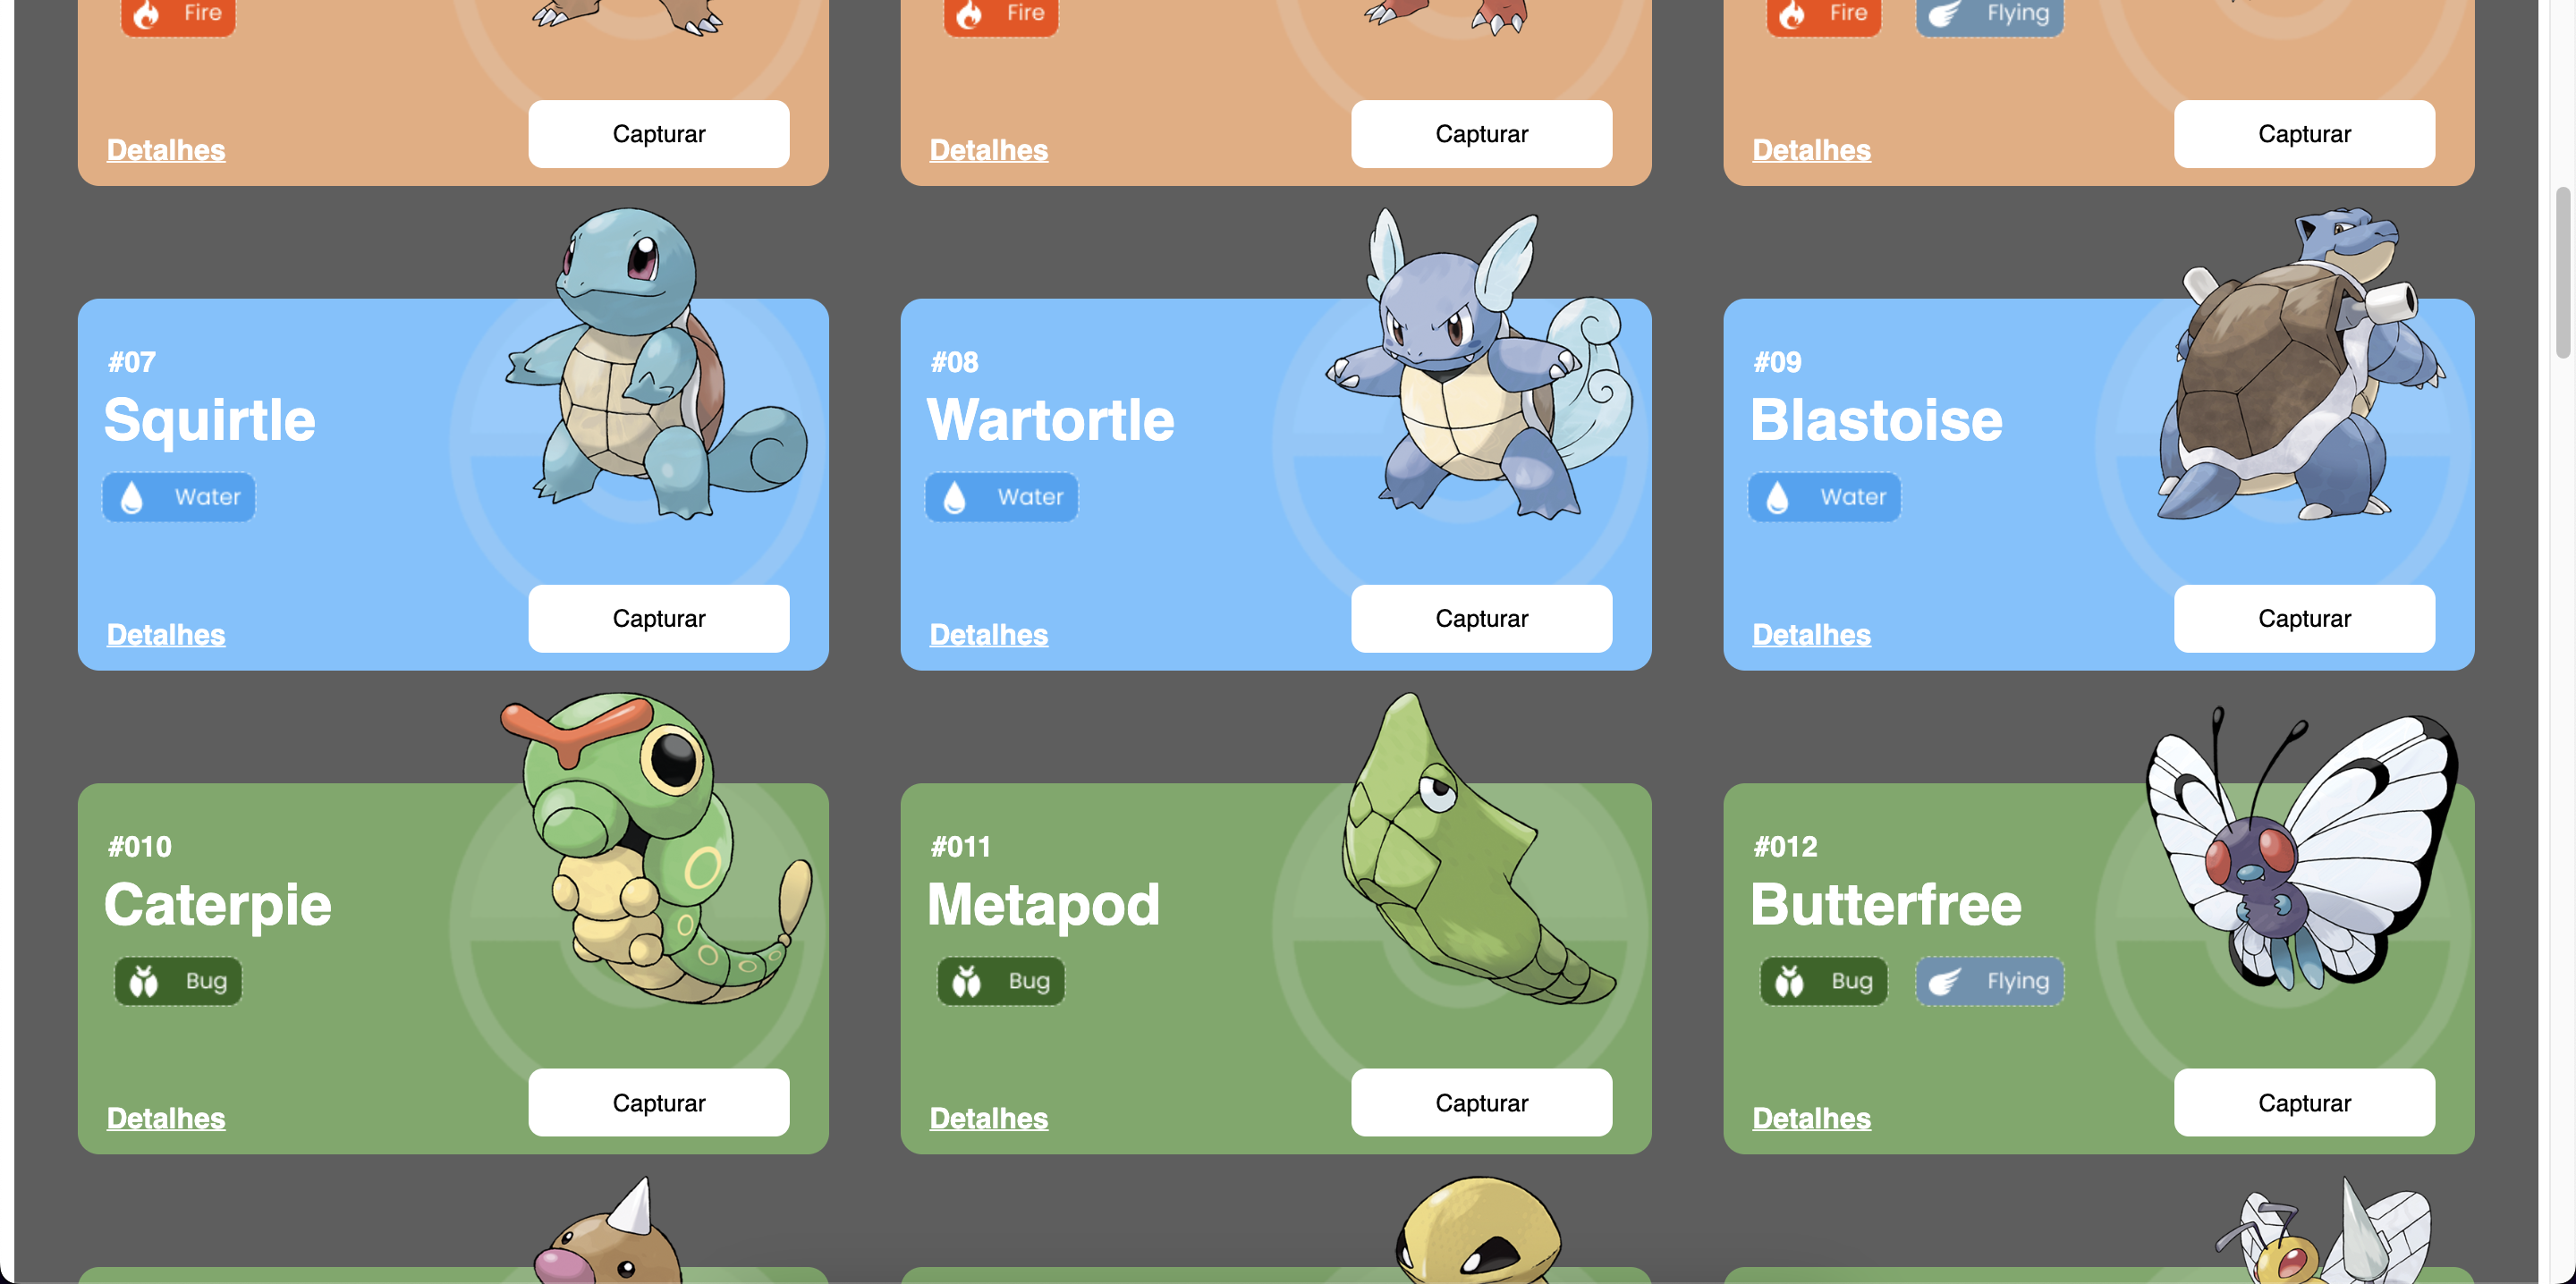 Fire
Fire
Fire Flying
Detalhes Capturar
Detalhes Capturar
Detalhes Capturar
#07
Squirtle
Water
Detalhes Capturar
#08
Wartortle
Water
Detalhes Capturar
#09
Blastoise
Water
Detalhes Capturar
#010
Caterpie
Bug
Detalhes Capturar
#011
Metapod
Bug
Detalhes Capturar
#012
Butterfree
Bug Flying
Detalhes Capturar